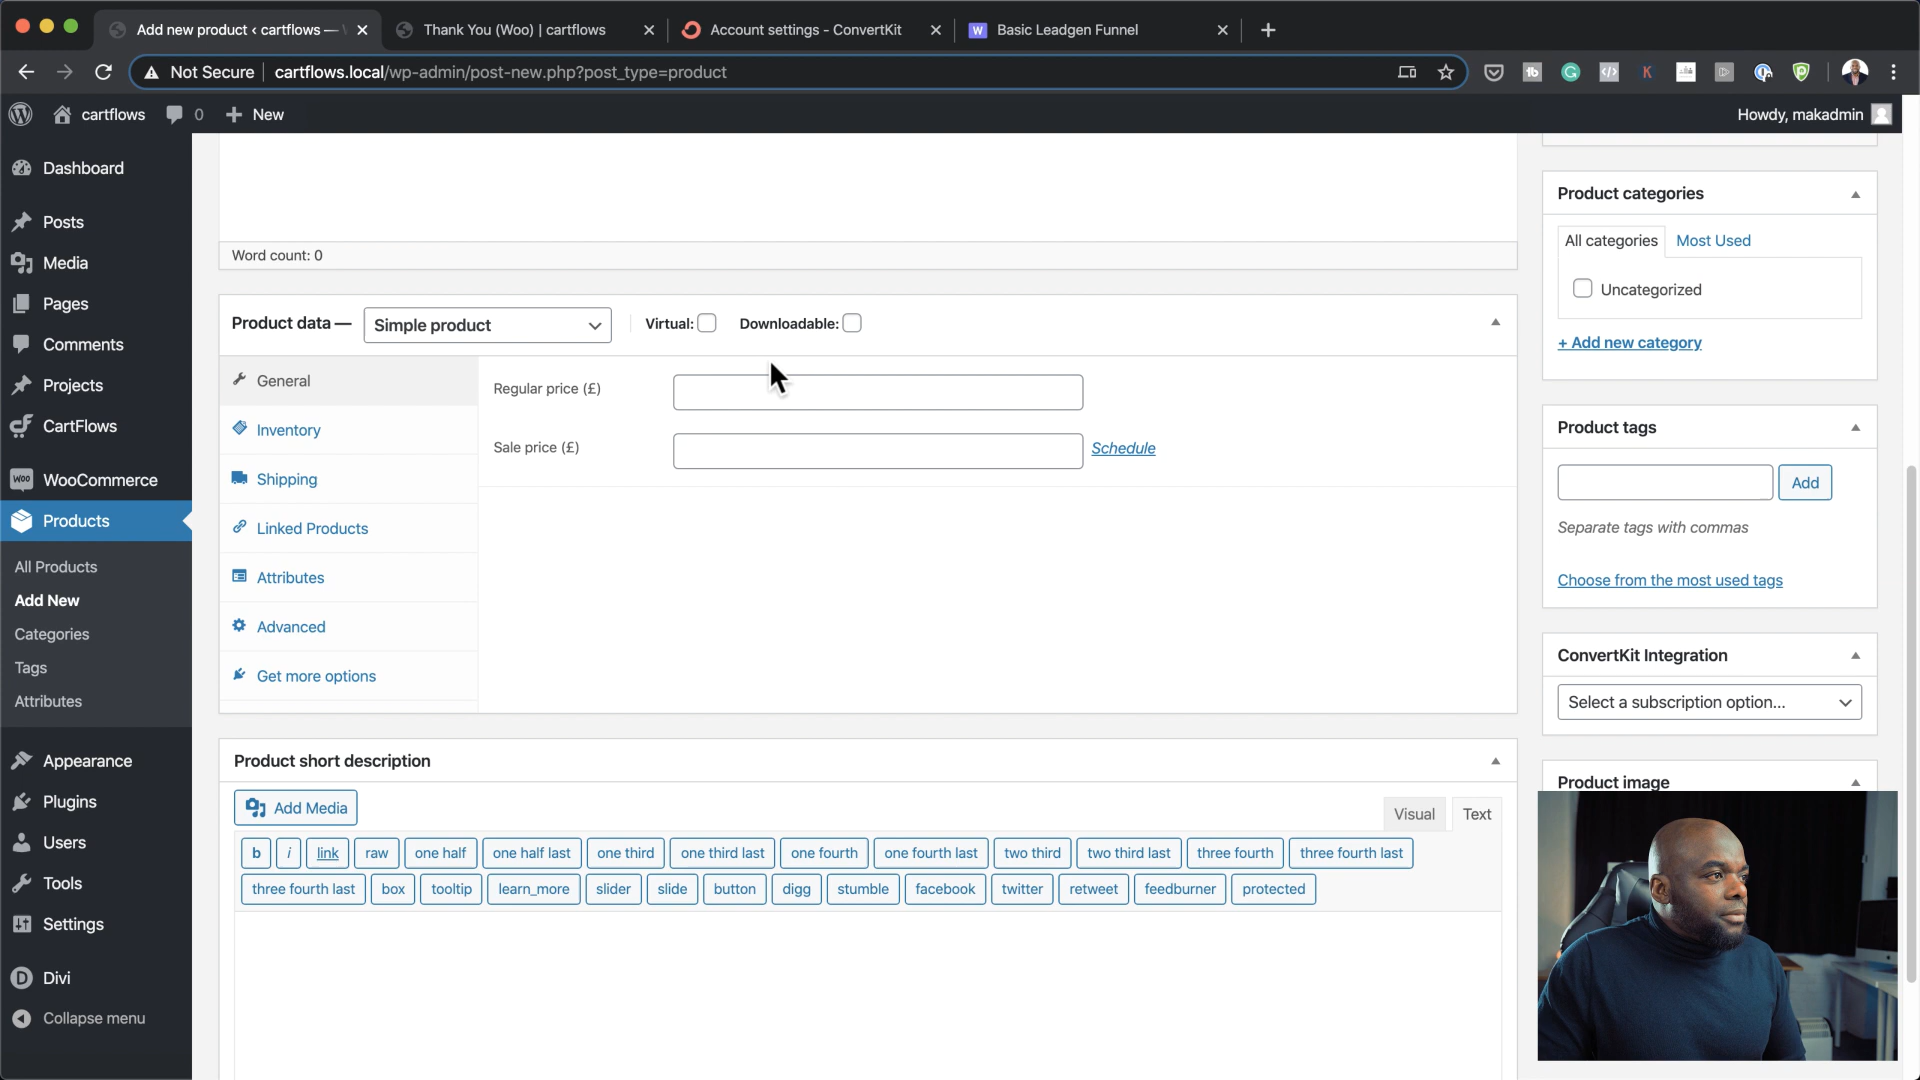 Add new product ‹ cartflows —
Thank You (Woo) | cartflows
Account settings - ConvertKit
W
Basic Leadgen Funnel
Not Secure
cartflows.local/wp-admin/post-new.php?post_type=product
cartflows
0
New
Howdy, makadmin
Dashboard
Posts
Media
Pages
Comments
Projects
CartFlows
WooCommerce
Products
All Products
Add New
Categories
Tags
Attributes
Appearance
Plugins
Users
Tools
Settings
Divi
Collapse menu
Word count: 0
Product data —
Simple product
Virtual:
Downloadable:
General
Inventory
Shipping
Linked Products
Attributes
Advanced
Get more options
Regular price (£)
Sale price (£)
Schedule
Product short description
Add Media
Visual
Text
b
i
link
raw
one half
one half last
one third
one third last
one fourth
one fourth last
two third
two third last
three fourth
three fourth last
three fourth last
box
tooltip
learn_more
slider
slide
button
digg
stumble
facebook
twitter
retweet
feedburner
protected
Product categories
All categories
Most Used
Uncategorized
+ Add new category
Product tags
Add
Separate tags with commas
Choose from the most used tags
ConvertKit Integration
Select a subscription option...
Product image